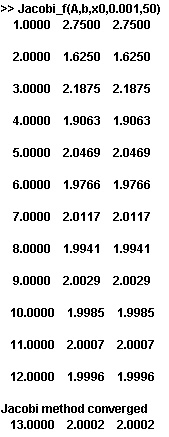 >> Jacobi_f(A,b,x0,0.001,50)
1.0000 2.7500 2.7500
2.0000 1.6250 1.6250
3.0000 2.1875 2.1875
4.0000 1.9063 1.9063
5.0000 2.0469 2.0469
6.0000 1.9766 1.9766
7.0000 2.0117 2.0117
8.0000 1.9941 1.9941
9.0000 2.0029 2.0029
10.0000 1.9985 1.9985
11.0000 2.0007 2.0007
12.0000 1.9996 1.9996
Jacobi method converged
13.0000 2.0002 2.0002